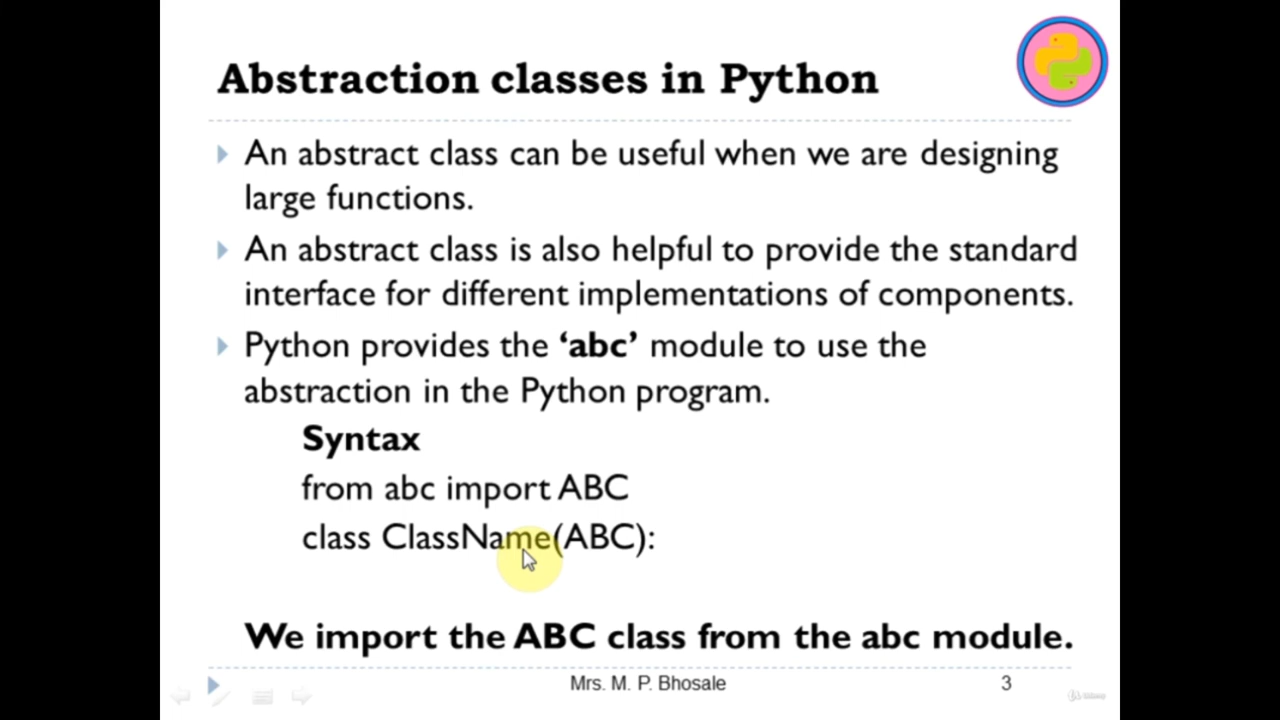 Abstraction classes in Python
An abstract class can be useful when we are designing
large functions.
An abstract class is also helpful to provide the standard
interface for different implementations of components.
Python provides the ‘abc’ module to use the
abstraction in the Python program.
Syntax
from abc import ABC
class ClassName(ABC):
We import the ABC class from the abc module.
Mrs. M. P. Bhosale
3